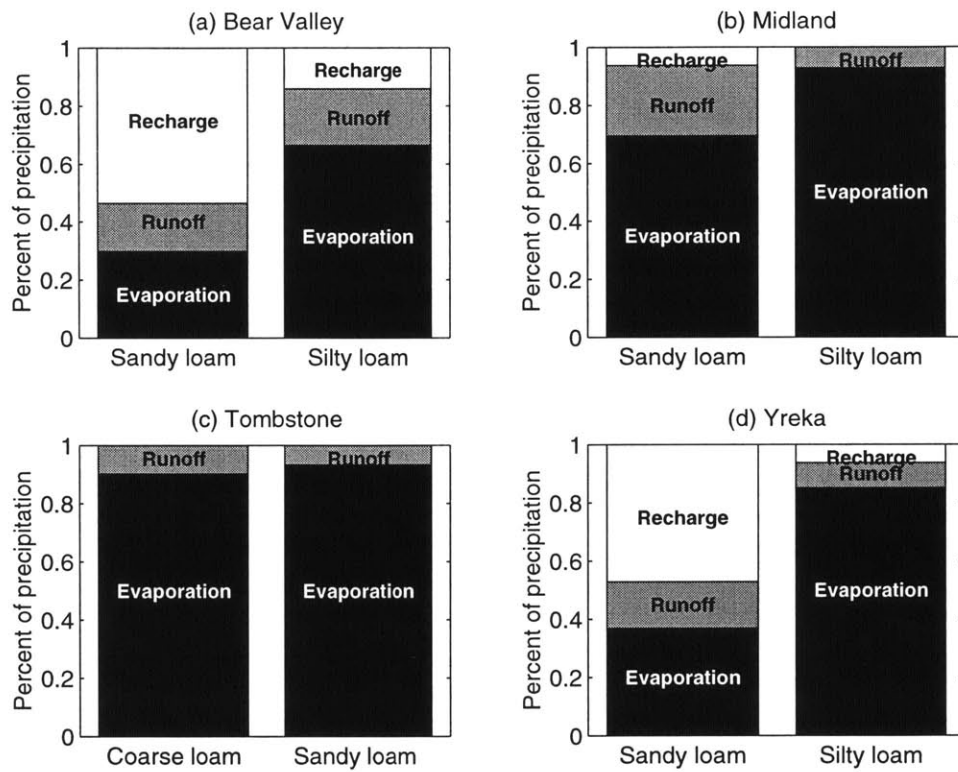 (a) Bear Valley
Percent of precipitation
1
0.8
0.6
0.4
0.2
0
Recharge
Runoff
Evaporation
Recharge
Runoff
Evaporation
Sandy loam
Silty loam
(b) Midland
Percent of precipitation
1
0.8
0.6
0.4
0.2
0
Recharge
Runoff
Evaporation
Runoff
Evaporation
Sandy loam
Silty loam
(c) Tombstone
Percent of precipitation
1
0.8
0.6
0.4
0.2
0
Runoff
Evaporation
Runoff
Evaporation
Coarse loam
Sandy loam
(d) Yreka
Percent of precipitation
1
0.8
0.6
0.4
0.2
0
Recharge
Runoff
Evaporation
Recharge
Runoff
Evaporation
Sandy loam
Silty loam